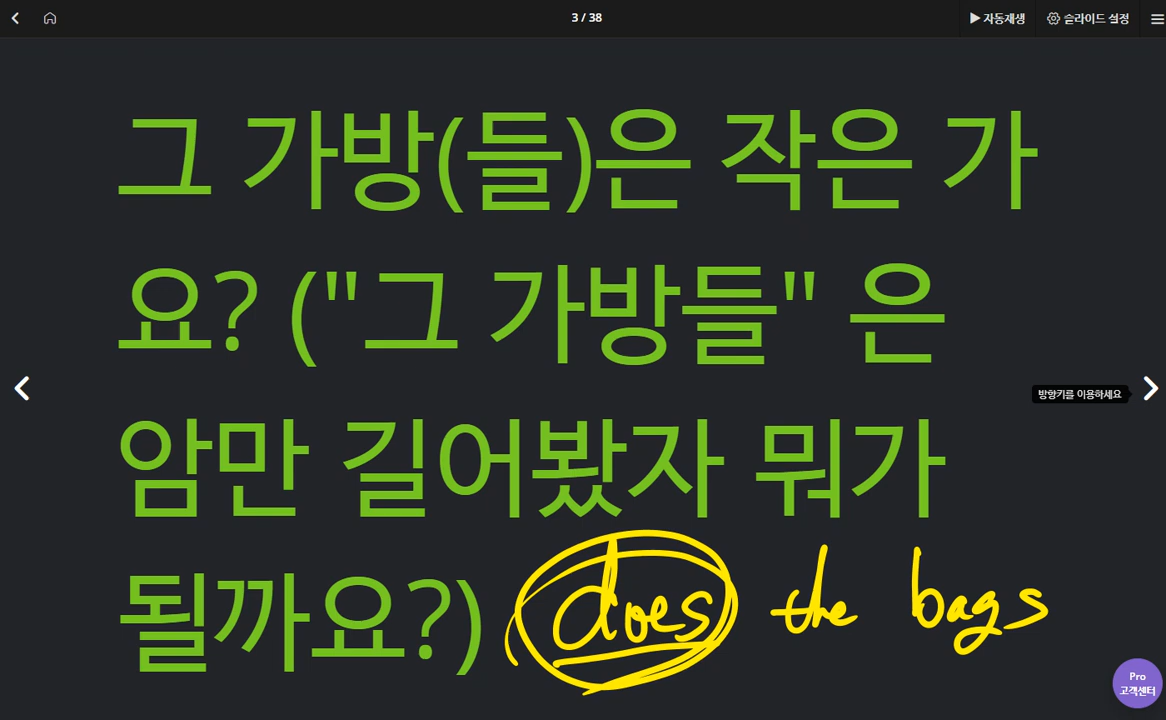 3 / 38
▶ 자동재생
슬라이드 설정
그 가방(들)은 작은 가
요? ("그 가방들" 은
방향키를 이용하세요
암만 길어봤자 뭐가
될까요?) does the bags
Pro
고객센터